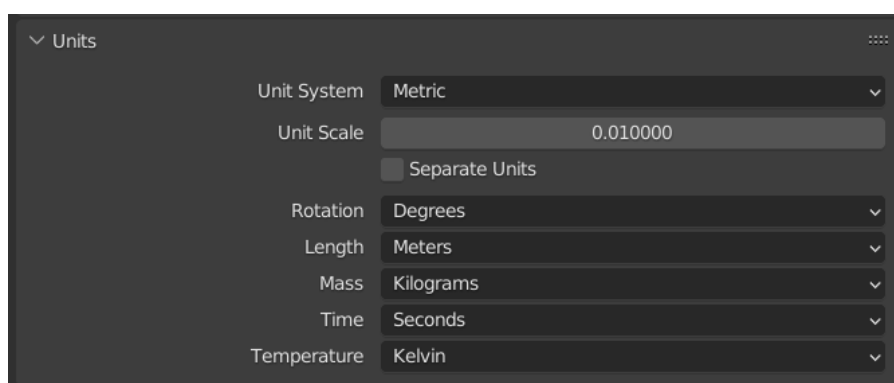 Units
Unit System Metric
Unit Scale 0.010000
Separate Units
Rotation Degrees
Length Meters
Mass Kilograms
Time Seconds
Temperature Kelvin